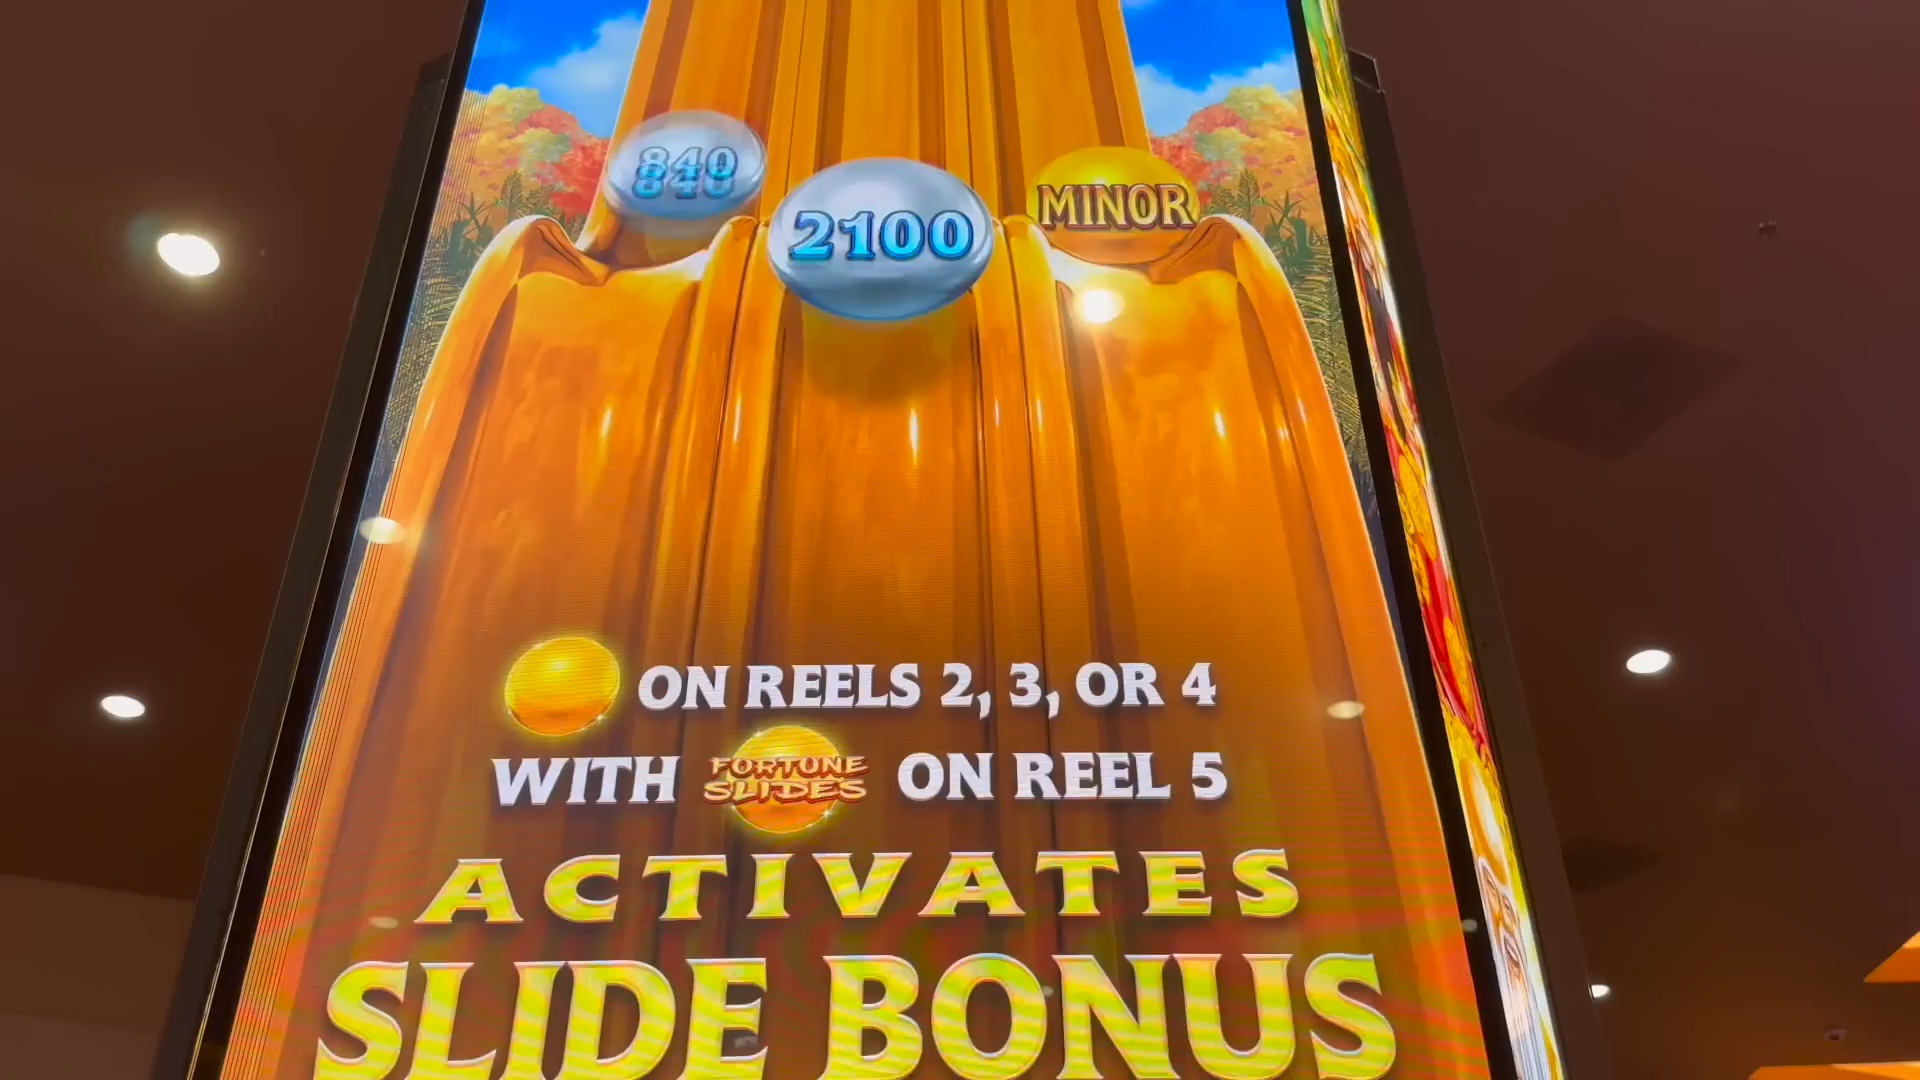 840
2100
MINOR
ON REELS 2, 3, OR 4
WITH FORTUNE SLIDES ON REEL 5
ACTIVATES
SLIDE BONUS